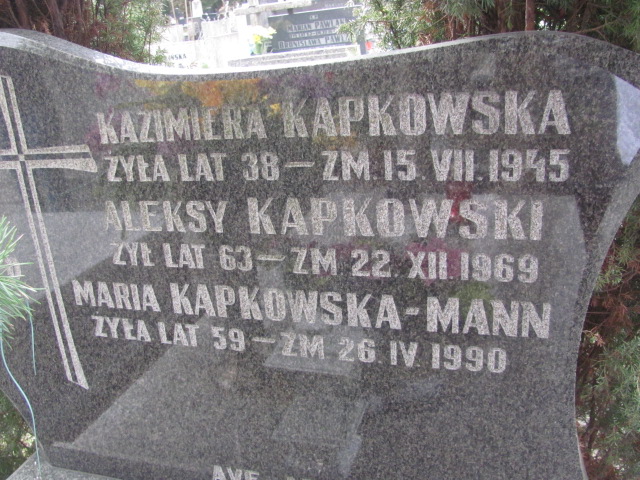 KAZIMIERA KAPKOWSKA
ŻYŁA LAT 38 – ZM. 15. VII. 1945
ALEKSY KAPKOWSKI
ŻYŁ LAT 63 – ZM 22. XII 1969
MARIA KAPKOWSKA-MANN
ŻYŁA LAT 59 – ZM 26. IV. 1990
AVE